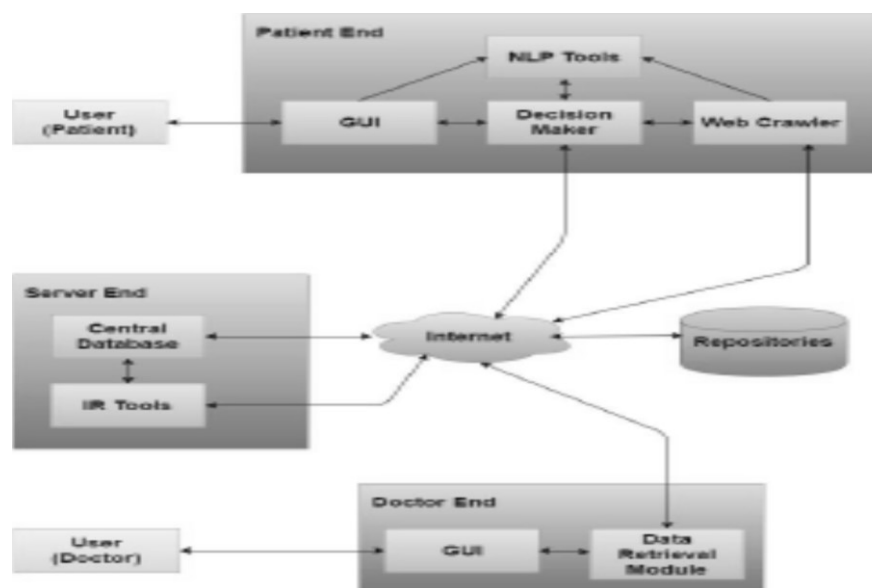 Patient End
NLP Tools
User
(Patient)
GUI
Decision
Maker
Web Crawler
Server End
Central
Database
IR Tools
Internet
Repositories
Doctor End
User
(Doctor)
GUI
Data
Retrieval
Module